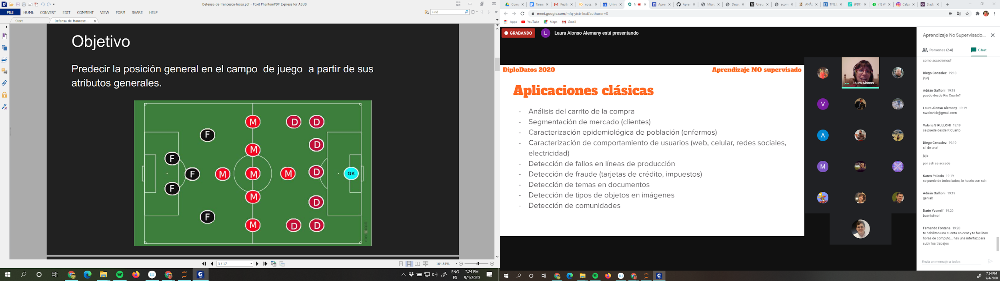 Defensa-de-francesca-lucas.pdf - Foxit PhantomPDF Express for ASUS
FILE HOME CONVERT EDIT COMMENT VIEW FORM SHARE HELP
Find
Start
Defensa-de-francesc...
Objetivo
Predecir la posición general en el campo de juego a partir de sus
atributos generales.
M D D
F
D
M
F
F M M M D GK
F
M
D
F
M D D
3 / 17
164.81%
ENG
ES
7:24 PM
9/4/2020
Comp
Tarea
Recib
note_
Unive
M
Apre
Apre
Micro
Desc
Unsu
acom
ANÁL
TFG_I
(PDF)
(1) W
Calza
Slack
meet.google.com/mfq-yicb-kcd?authuser=0
Apps YouTube Maps Gmail
GRABANDO
L
Laura Alonso Alemany está presentando
DiploDatos 2020
Aprendizaje NO supervisado
Aplicaciones clásicas
- Análisis del carrito de la compra
- Segmentación de mercado (clientes)
- Caracterización epidemiológica de población (enfermos)
- Caracterización de comportamiento de usuarios (web, celular, redes sociales,
electricidad)
- Detección de fallos en líneas de producción
- Detección de fraude (tarjetas de crédito, impuestos)
- Detección de temas en documentos
- Detección de tipos de objetos en imágenes
- Detección de comunidades
Laura Alonso ...
V
A
M
Aprendizaje No Supervisado...
Personas (64)
Chat
como accedemos?
Diego Gonzalez 19:18
jajaj
Adrián Galfioni 19:18
puedo desde Río Cuarto?
Laura Alonso Alemany 19:19
nwolovick@gmail.com
Valeria S RULLONI 19:19
se puede desde R Cuarto
Diego Gonzalez 19:19
si de una!
jaja
por ssh se accede
Karen Palacio 19:19
se puede de todos lados, lo hacés con ssh
Adrián Galfioni 19:19
genial!
Dario Yvanoff 19:20
buenisimo!
Fernando Fontana 19:20
te habilitan una cuenta en ccat y te facilitan
horas de computo... hay una interfaz para
subir los trabajos
Envía un mensaje a todos
7:24 PM
9/4/2020